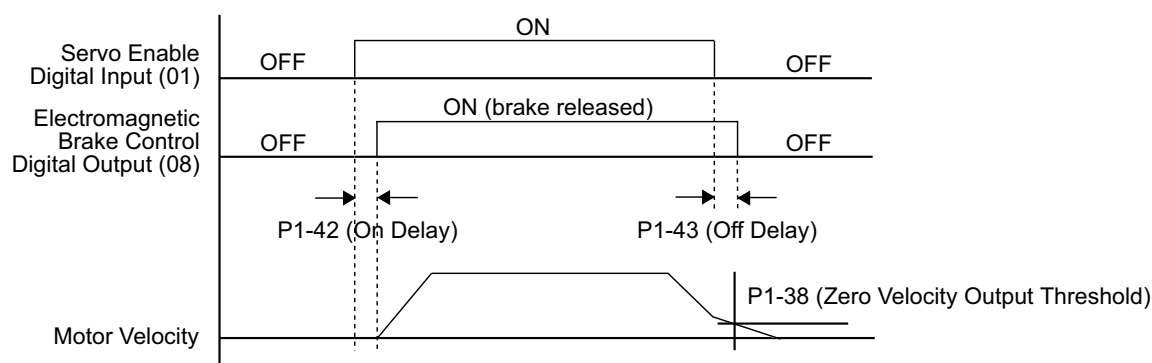 ON
Servo Enable
Digital Input (01)
OFF
OFF
ON (brake released)
Electromagnetic
Brake Control
Digital Output (08)
OFF
OFF
P1-42 (On Delay)
P1-43 (Off Delay)
P1-38 (Zero Velocity Output Threshold)
Motor Velocity